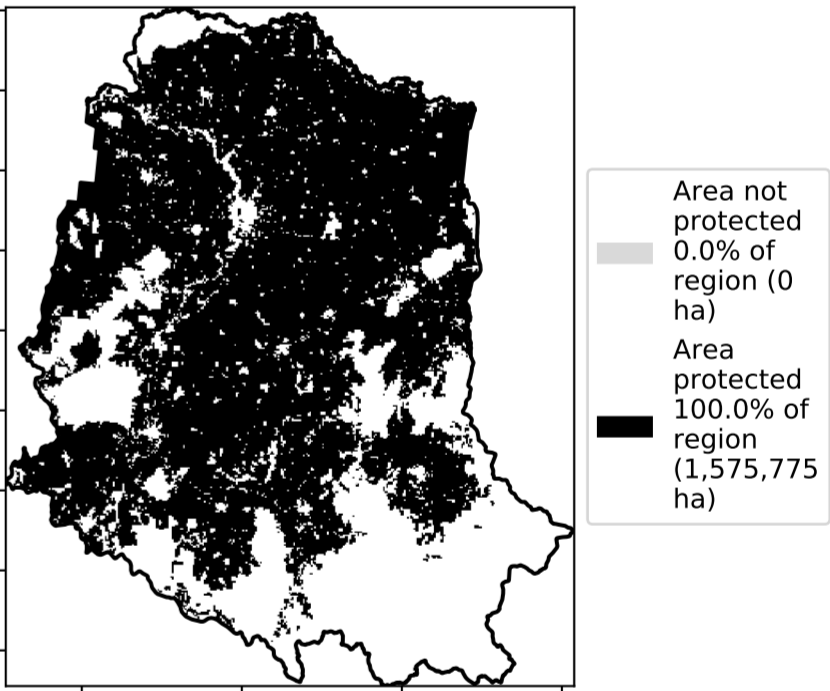 Area not
protected
0.0% of
region (0
ha)
Area
protected
100.0% of
region
(1,575,775
ha)